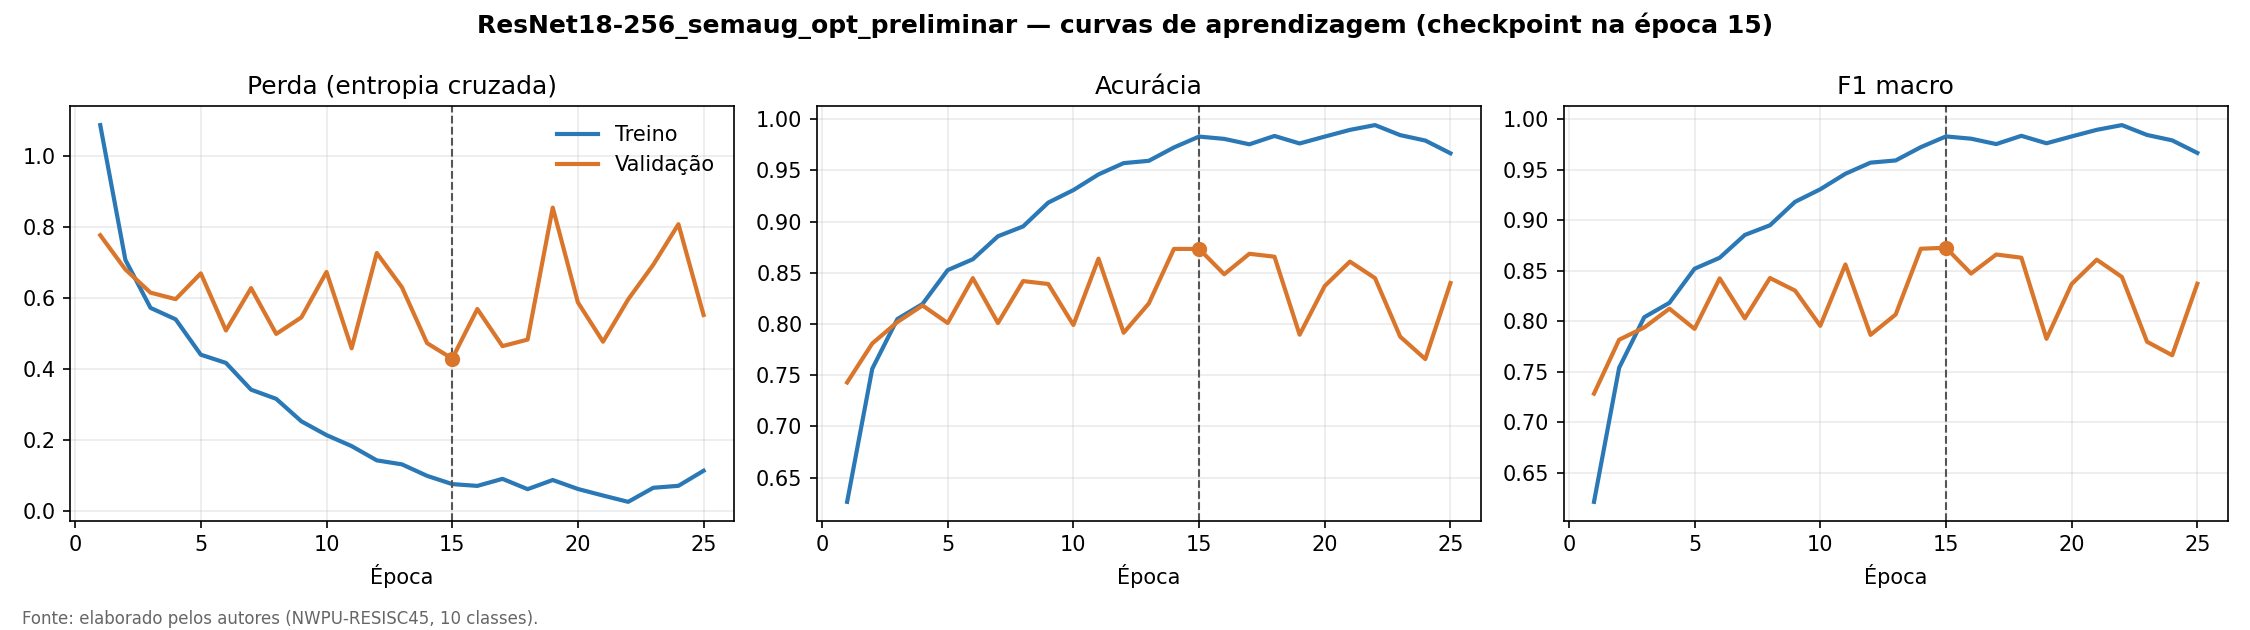 ResNet18-256_semaug_opt_preliminar — curvas de aprendizagem (checkpoint na época 15)
Perda (entropia cruzada)
Treino
Validação
1.0
0.8
0.6
0.4
0.2
0.0
0 5 10 15 20 25
Época
Acurácia
1.00
0.95
0.90
0.85
0.80
0.75
0.70
0.65
0 5 10 15 20 25
Época
F1 macro
1.00
0.95
0.90
0.85
0.80
0.75
0.70
0.65
0 5 10 15 20 25
Época
Fonte: elaborado pelos autores (NWPU-RESISC45, 10 classes).